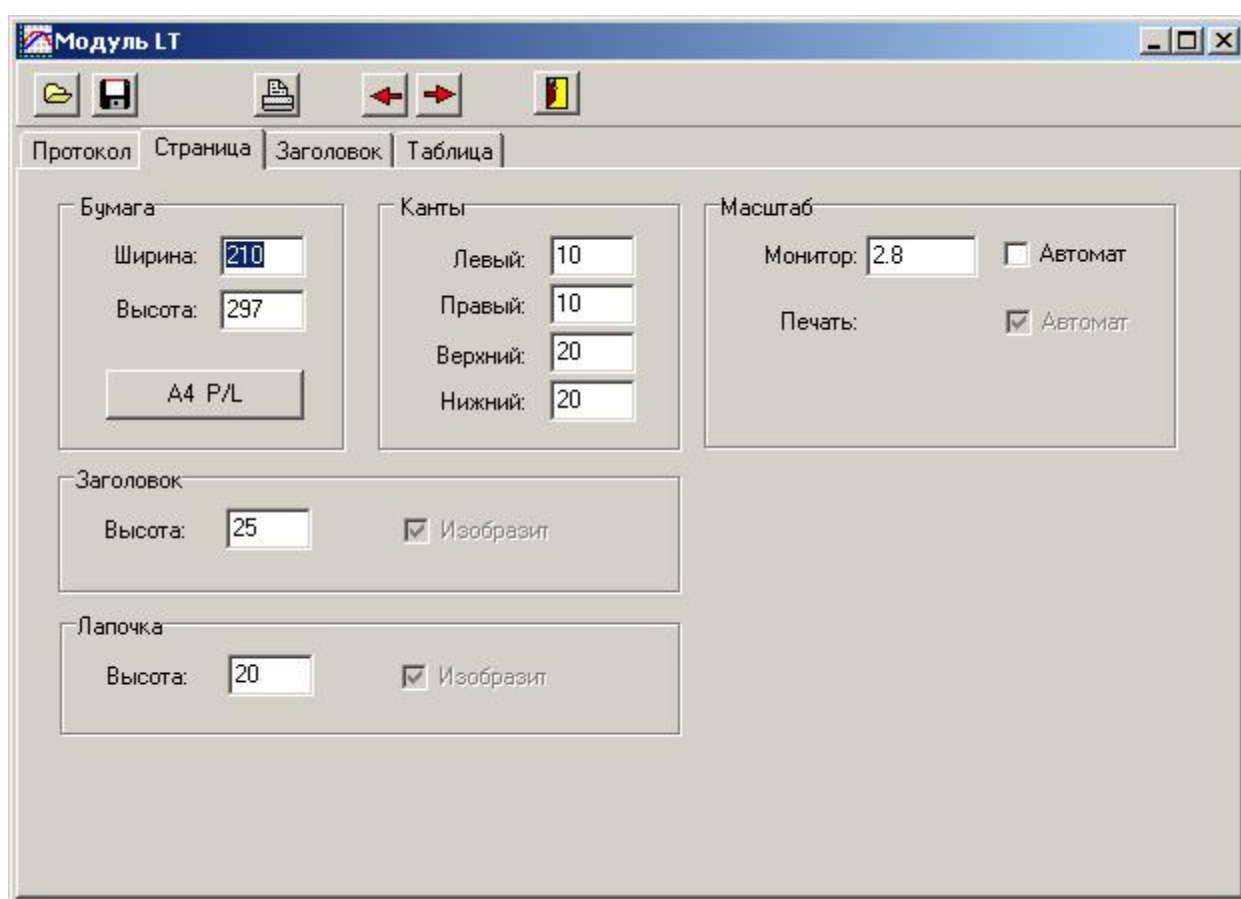 Модуль LT
Протокол Страница Заголовок Таблица
Бумага
Ширина: 210
Высота: 297
A4 P/L
Канты
Левый: 10
Правый: 10
Верхний: 20
Нижний: 20
Масштаб
Монитор: 2.8 Автомат
Печать: Автомат
Заголовок
Высота: 25 Изобразит
Лапочка
Высота: 20 Изобразит